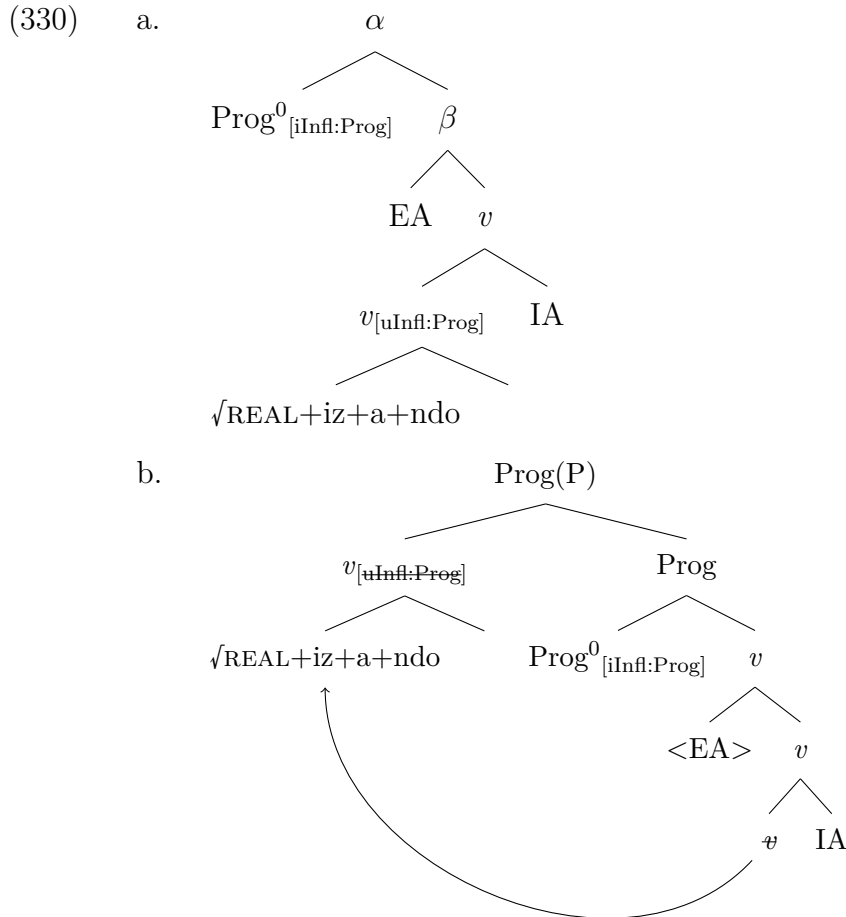 (330) a. α
Prog⁰[iInfl:Prog] β
EA v
v[uInfl:Prog] IA
√REAL+iz+a+ndo
b. Prog(P)
v[uInfl:Prog] Prog
√REAL+iz+a+ndo Prog⁰[iInfl:Prog] v
<EA> v
v IA